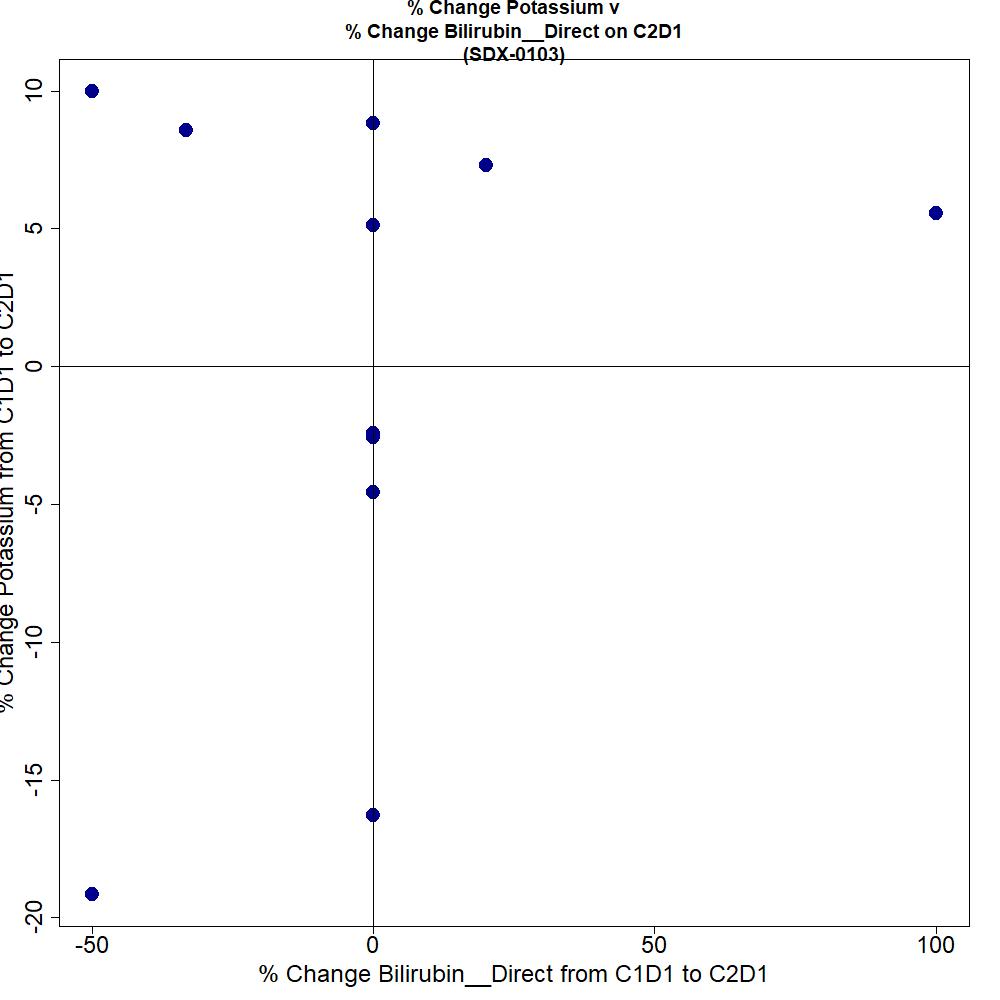 % Change Potassium v
% Change Bilirubin__Direct on C2D1
(SDX-0103)
% Change Potassium from C1D1 to C2D1
10
5
0
-5
-10
-15
-20
-50
0
50
100
% Change Bilirubin__Direct from C1D1 to C2D1